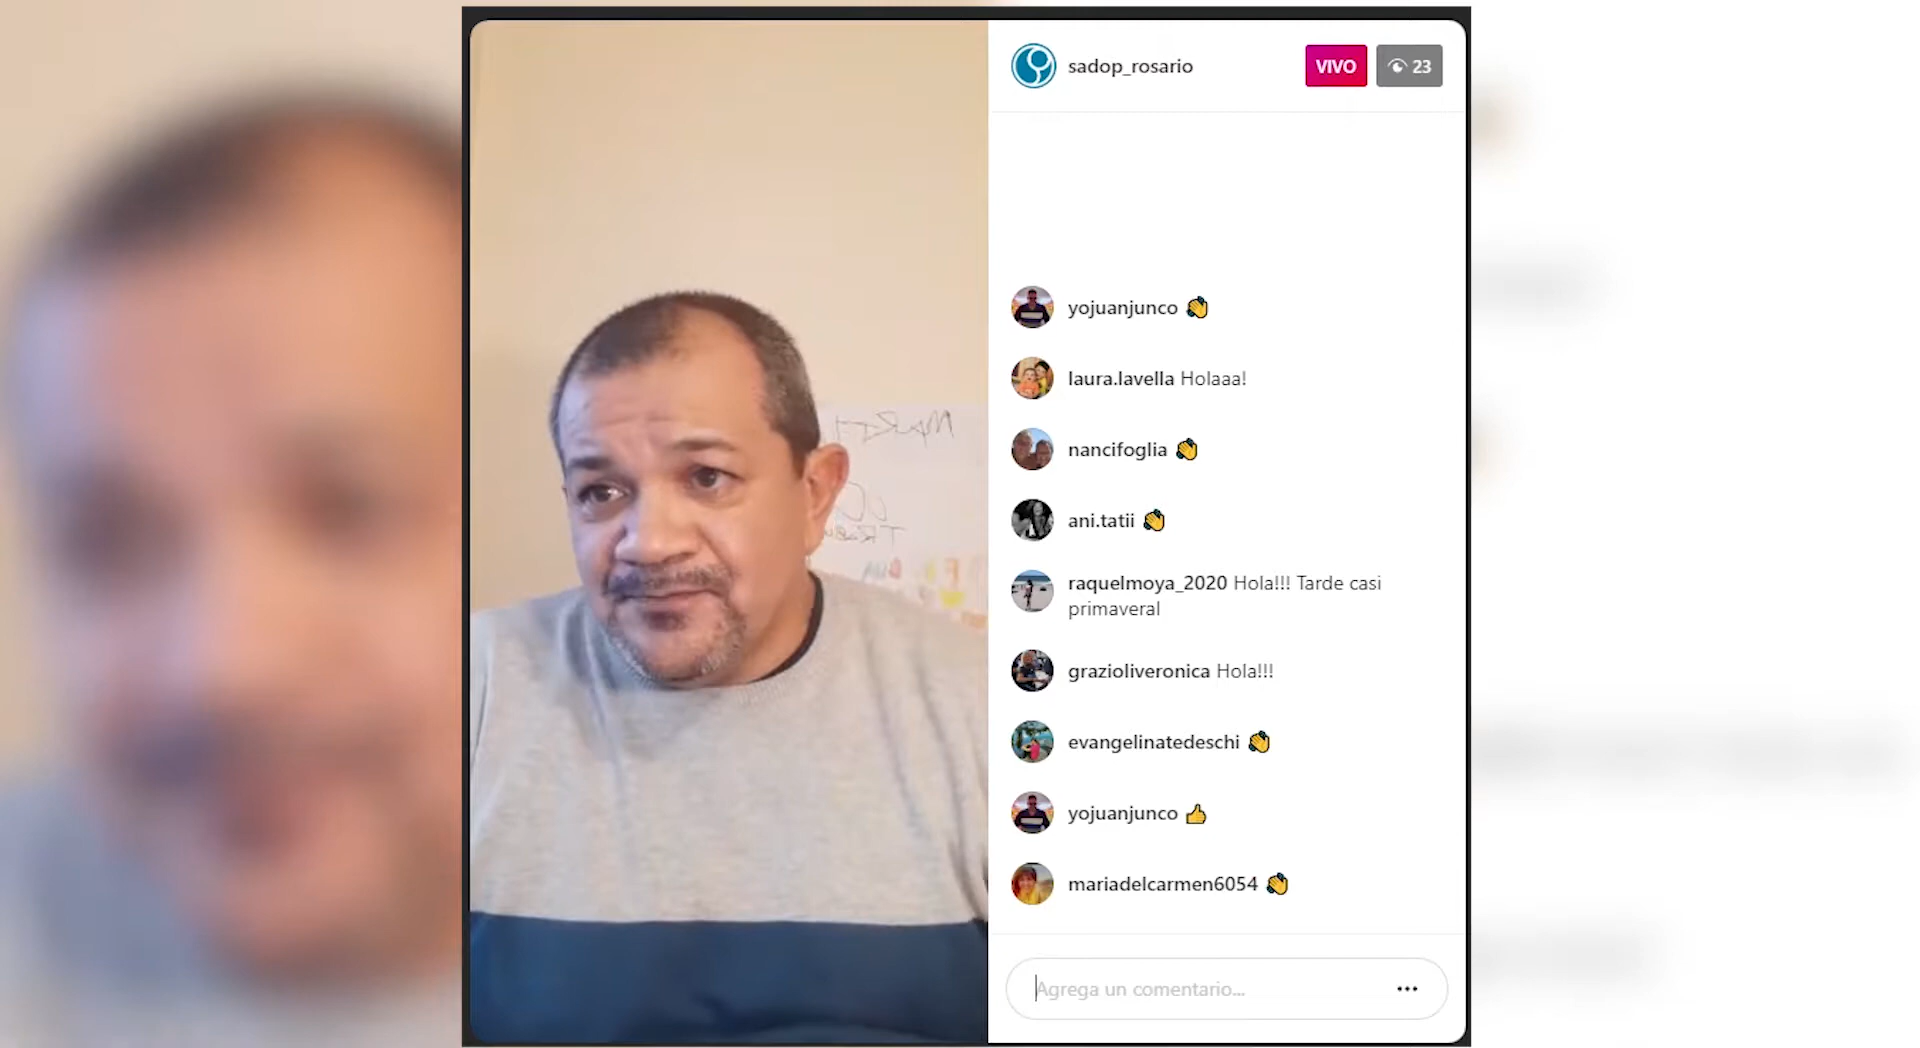 sadop_rosario
VIVO
23
yojuanjunco 👏
laura.lavella Holaaa!
nancifoglia 👏
ani.tatii 👏
raquelmoya_2020 Hola!!! Tarde casi
primaveral
grazioliveronica Hola!!!
evangelinatedeschi 👏
yojuanjunco 👍
mariadelcarmen6054 👏
Agrega un comentario...